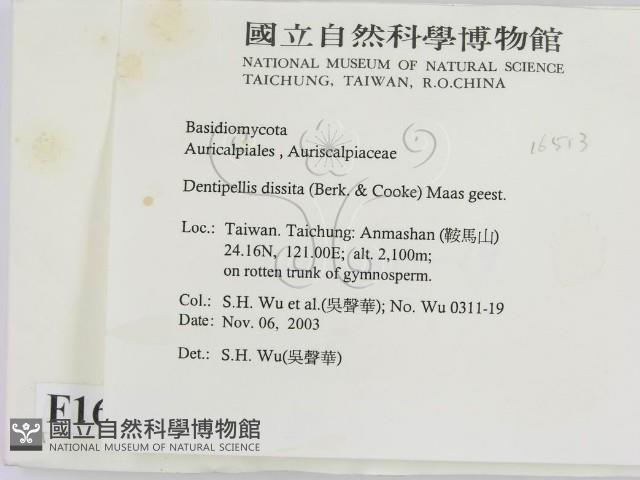 國立自然科學博物館
NATIONAL MUSEUM OF NATURAL SCIENCE
TAICHUNG, TAIWAN, R.O.CHINA
16513
Basidiomycota
Auricalpiales , Auriscalpiaceae
Dentipellis dissita (Berk. & Cooke) Maas geest.
Loc.: Taiwan. Taichung: Anmashan (鞍馬山)
24.16N, 121.00E; alt. 2,100m;
on rotten trunk of gymnosperm.
Col.: S.H. Wu et al.(吳聲華); No. Wu 0311-19
Date: Nov. 06, 2003
Det.: S.H. Wu(吳聲華)
F16
國立自然科學博物館
NATIONAL MUSEUM OF NATURAL SCIENCE